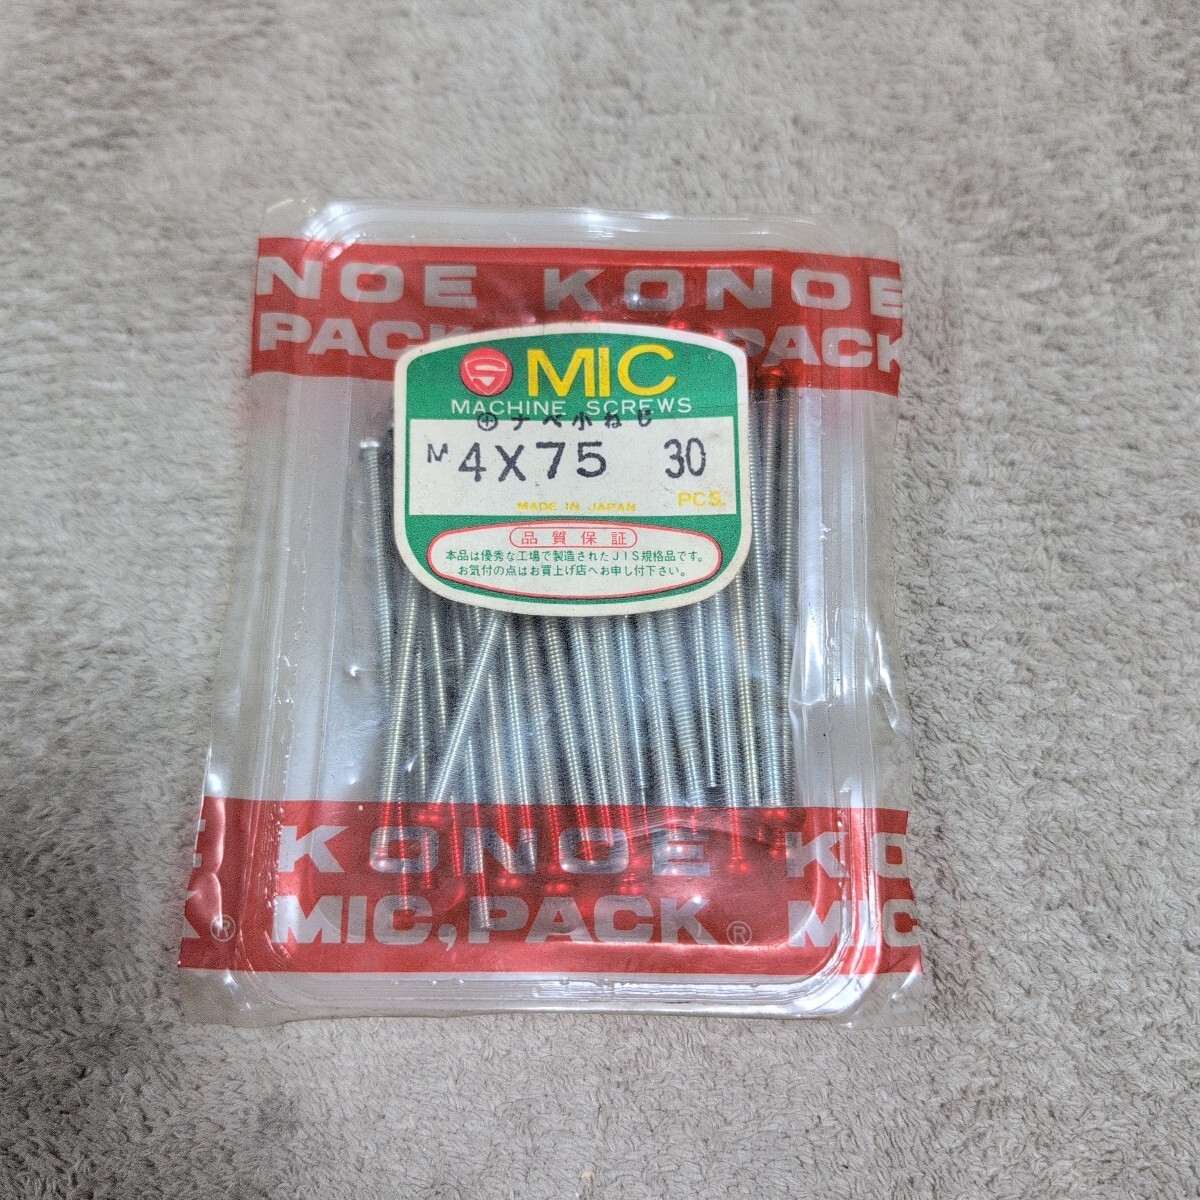 NOE KONOE
PACK PACK
MIC
MACHINE SCREWS
⊕ナベ小ねじ
M4X75 30
PCS.
MADE IN JAPAN
品質保証
本品は優秀な工場で製造されたJIS規格品です。
お気付の点はお買上げ店へお申し付下さい。
E KONOE KO
K® MIC,PACK® MIC